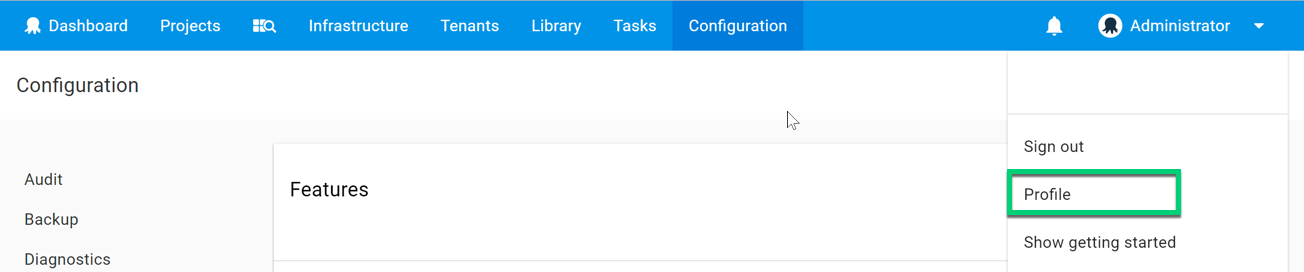 Dashboard Projects Infrastructure Tenants Library Tasks Configuration Administrator
Configuration
Sign out
Audit
Features
Profile
Backup
Show getting started
Diagnostics